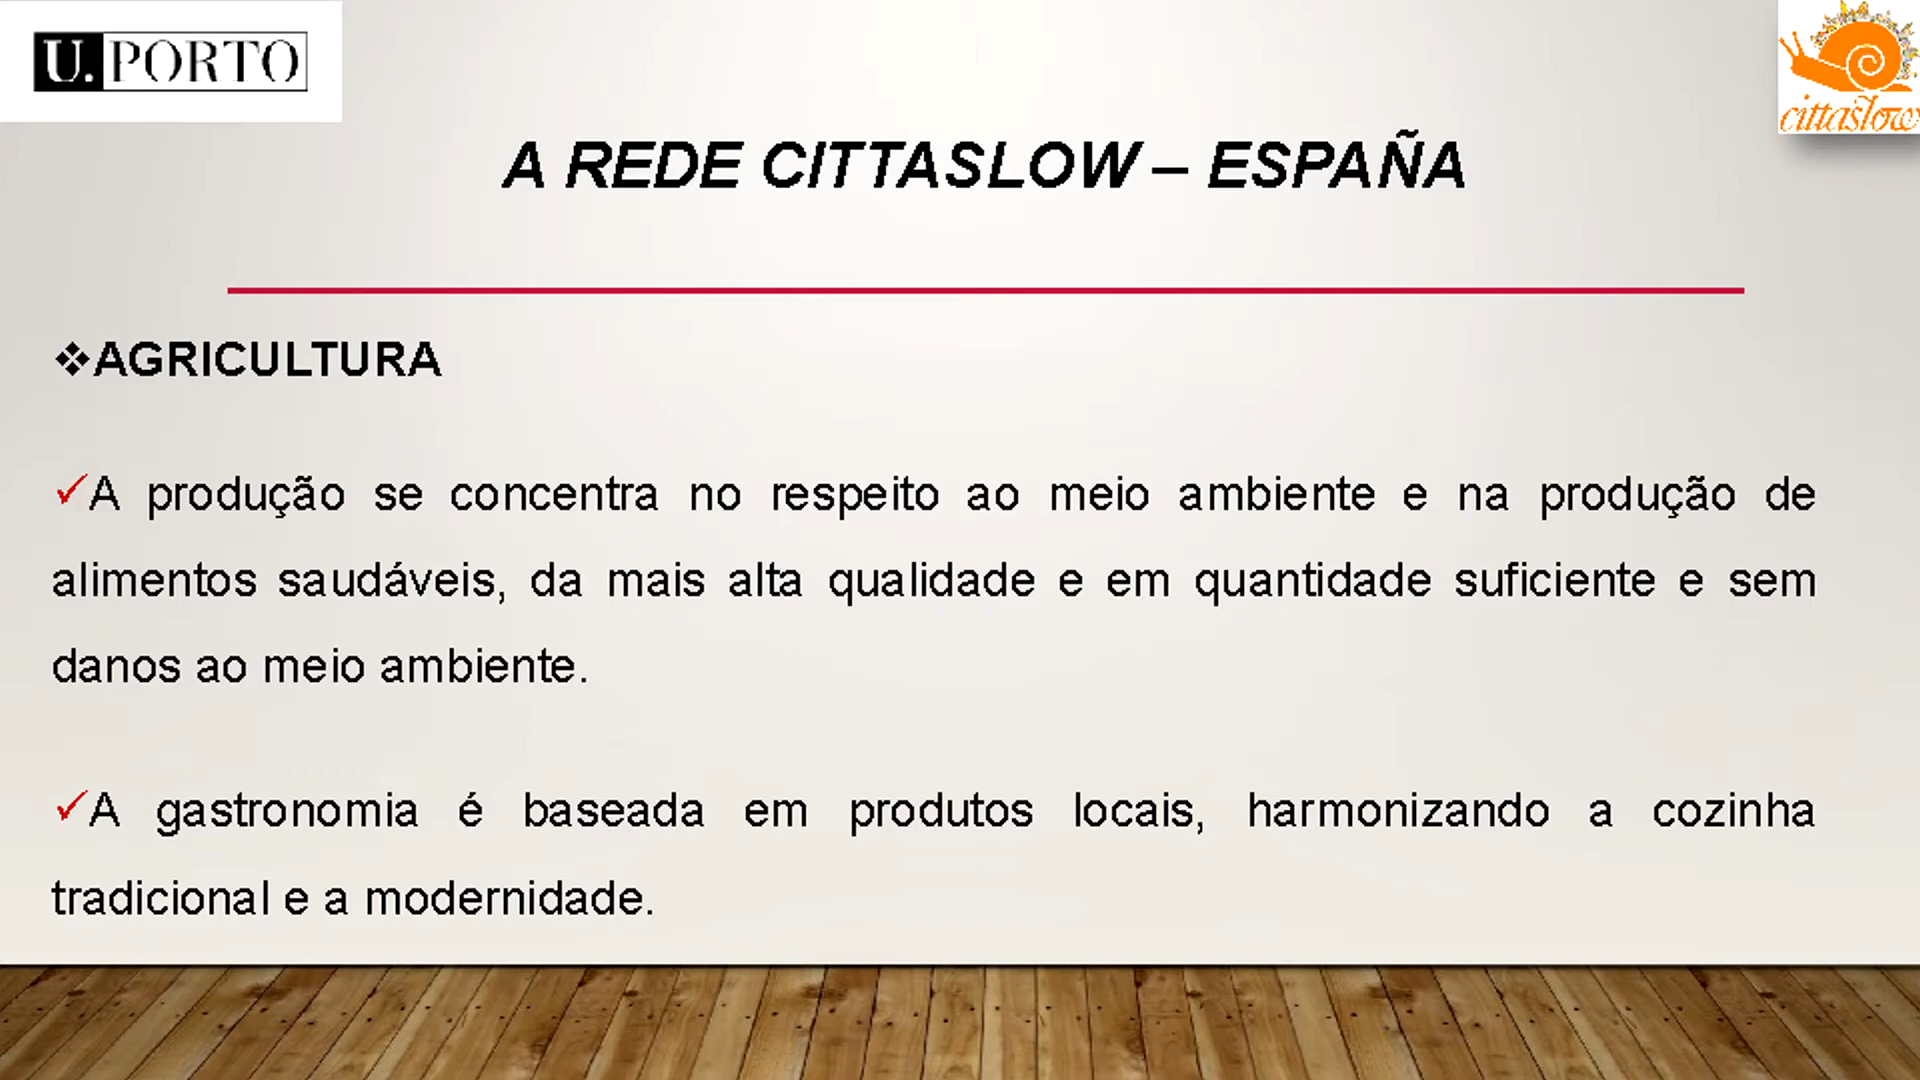 U. PORTO
cittaslow
A REDE CITTASLOW – ESPAÑA
❖AGRICULTURA
✓A produção se concentra no respeito ao meio ambiente e na produção de
alimentos saudáveis, da mais alta qualidade e em quantidade suficiente e sem
danos ao meio ambiente.
✓A gastronomia é baseada em produtos locais, harmonizando a cozinha
tradicional e a modernidade.